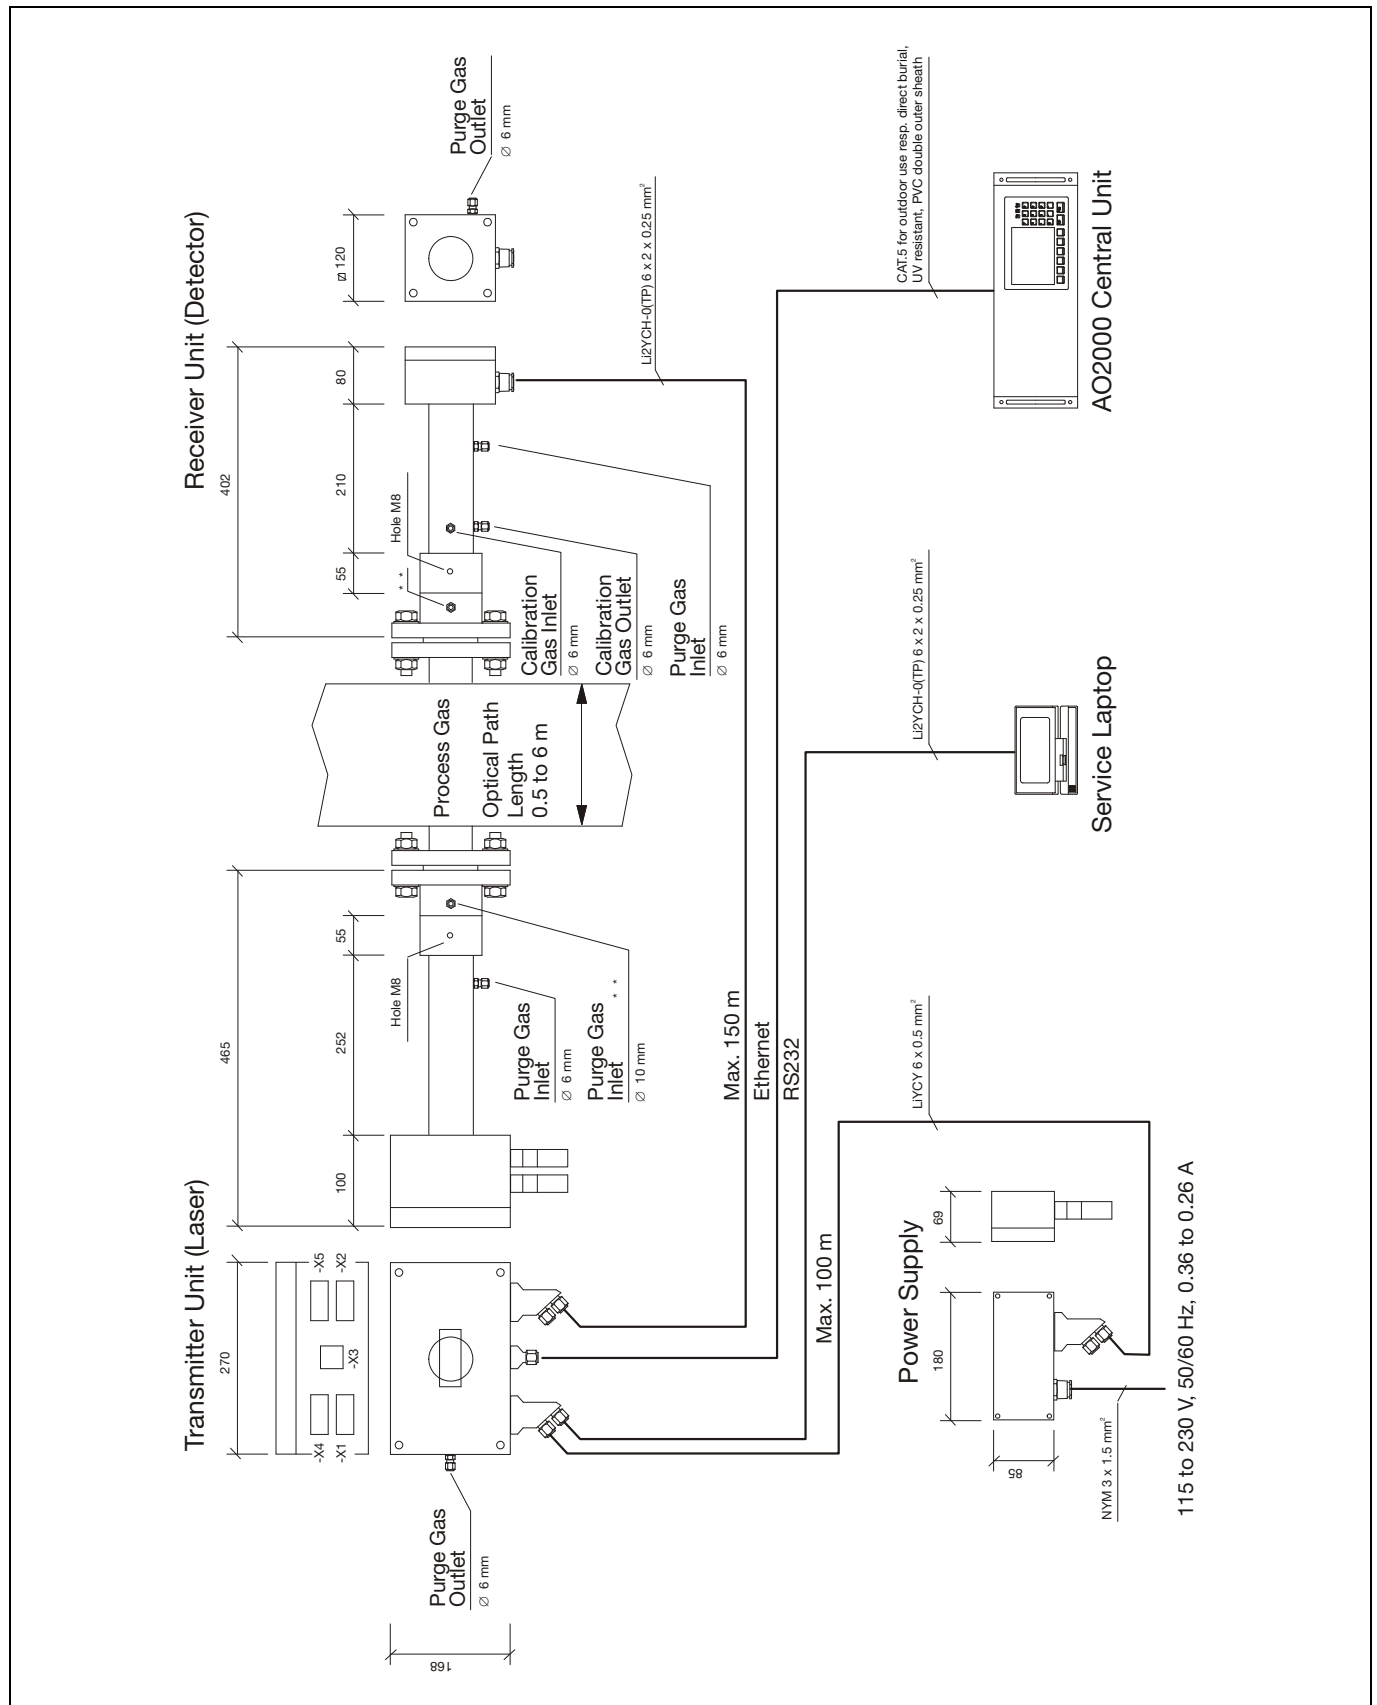 Transmitter Unit (Laser)
Receiver Unit (Detector)
270
465
402
100
252
55
55
210
80
⌀ 120
-X4
-X1
-X3
-X5
-X2
Hole M8
* *
Hole M8
Purge Gas
Outlet
∅ 6 mm
168
Purge Gas
Inlet
∅ 6 mm
Purge Gas * *
Inlet
∅ 10 mm
Process Gas
Optical Path
Length
0.5 to 6 m
Calibration
Gas Inlet
∅ 6 mm
Calibration
Gas Outlet
∅ 6 mm
Purge Gas
Inlet
∅ 6 mm
Purge Gas
Outlet
∅ 6 mm
Li2YCH-0(TP) 6 x 2 x 0.25 mm²
Max. 150 m
Ethernet
RS232
Max. 100 m
CAT.5 for outdoor use resp. direct burial,
UV resistant, PVC double outer sheath
Li2YCH-0(TP) 6 x 2 x 0.25 mm²
LiYCY 6 x 0.5 mm²
Power Supply
180
69
85
NYM 3 x 1.5 mm²
115 to 230 V, 50/60 Hz, 0.36 to 0.26 A
Service Laptop
AO2000 Central Unit